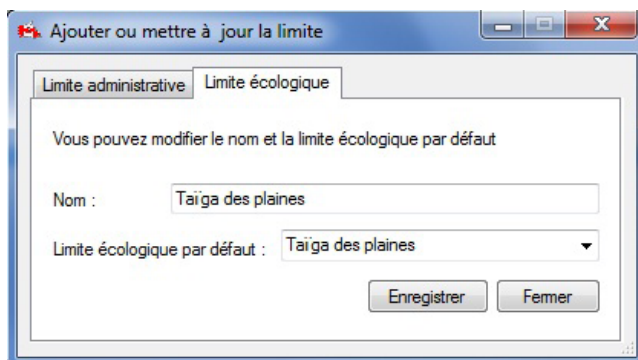 Ajouter ou mettre à jour la limite
Limite administrative
Limite écologique
Vous pouvez modifier le nom et la limite écologique par défaut
Nom : Taïga des plaines
Limite écologique par défaut : Taïga des plaines
Enregistrer Fermer